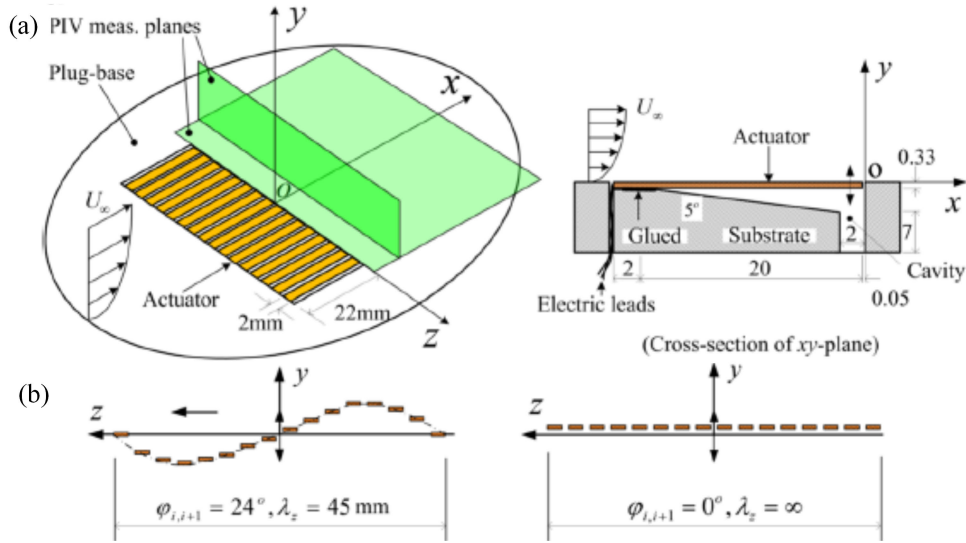 (a)
PIV meas. planes
Plug-base
y
x
O
U∞
Actuator
2mm
22mm
z
y
U∞
Actuator
O
0.33
x
5°
Glued
Substrate
2
7
2
20
Cavity
Electric leads
0.05
(Cross-section of xy-plane)
(b)
y
z
φi,i+1 = 24°, λz = 45 mm
y
z
φi,i+1 = 0°, λz = ∞